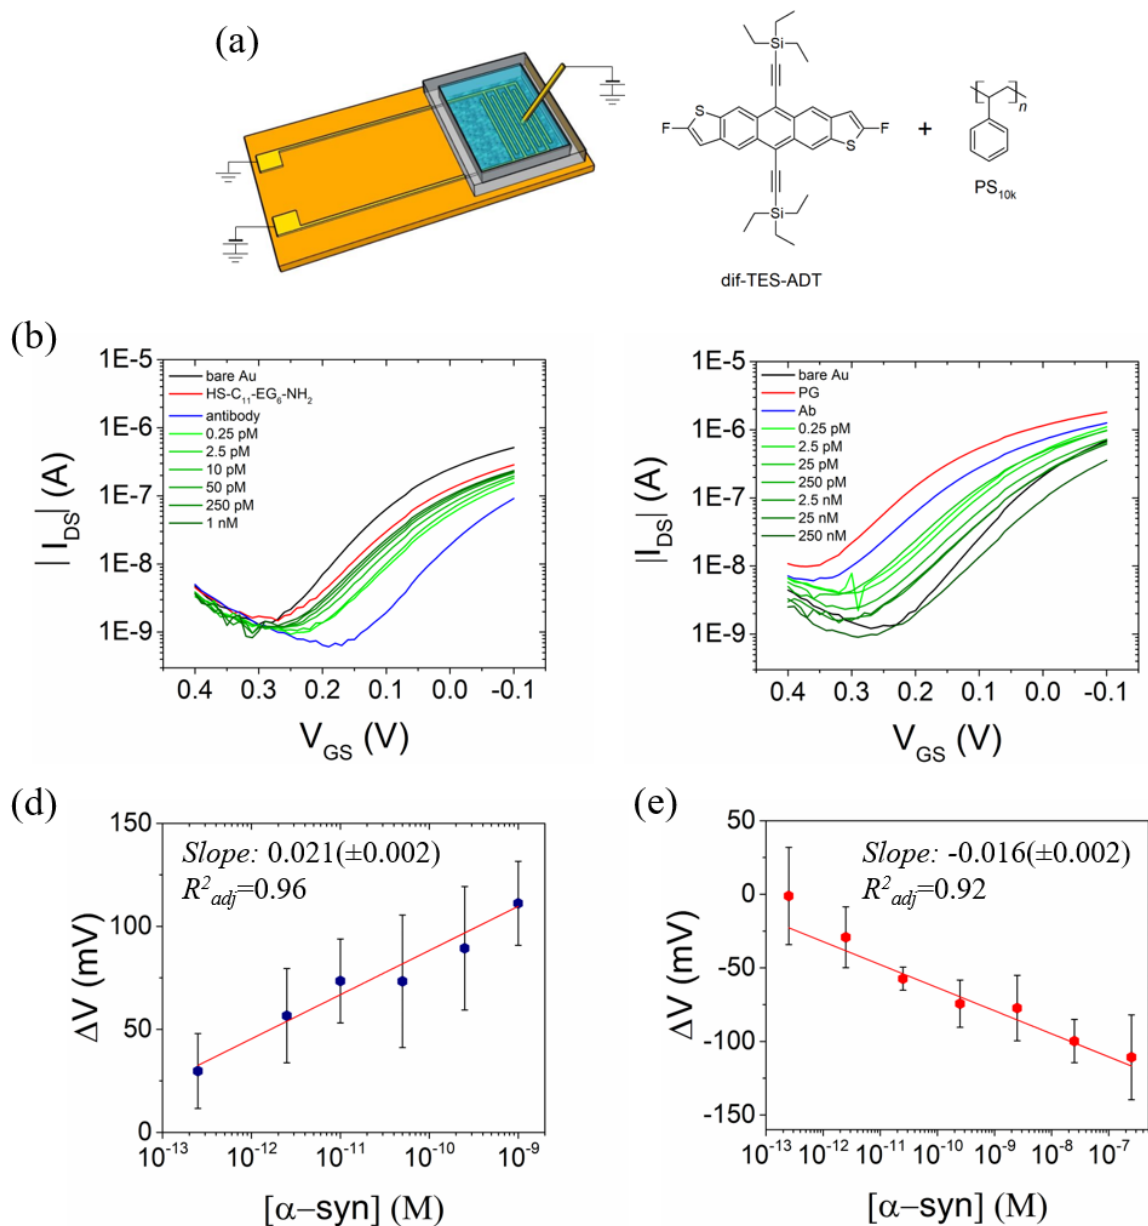 (a)
Si
F
S
S
F
Si
dif-TES-ADT
+
n
PS10k
(b)
1E-5
1E-6
1E-7
1E-8
1E-9
| IDS| (A)
bare Au
HS-C11-EG6-NH2
antibody
0.25 pM
2.5 pM
10 pM
50 pM
250 pM
1 nM
0.4 0.3 0.2 0.1 0.0 -0.1
VGS (V)
1E-5
1E-6
1E-7
1E-8
1E-9
|IDS| (A)
bare Au
PG
Ab
0.25 pM
2.5 pM
25 pM
250 pM
2.5 nM
25 nM
250 nM
0.4 0.3 0.2 0.1 0.0 -0.1
VGS (V)
(d)
150
100
50
0
ΔV (mV)
Slope: 0.021(±0.002)
R2adj=0.96
10-13 10-12 10-11 10-10 10-9
[α–syn] (M)
(e)
50
0
-50
-100
-150
ΔV (mV)
Slope: -0.016(±0.002)
R2adj=0.92
10-13 10-12 10-11 10-10 10-9 10-8 10-7
[α–syn] (M)